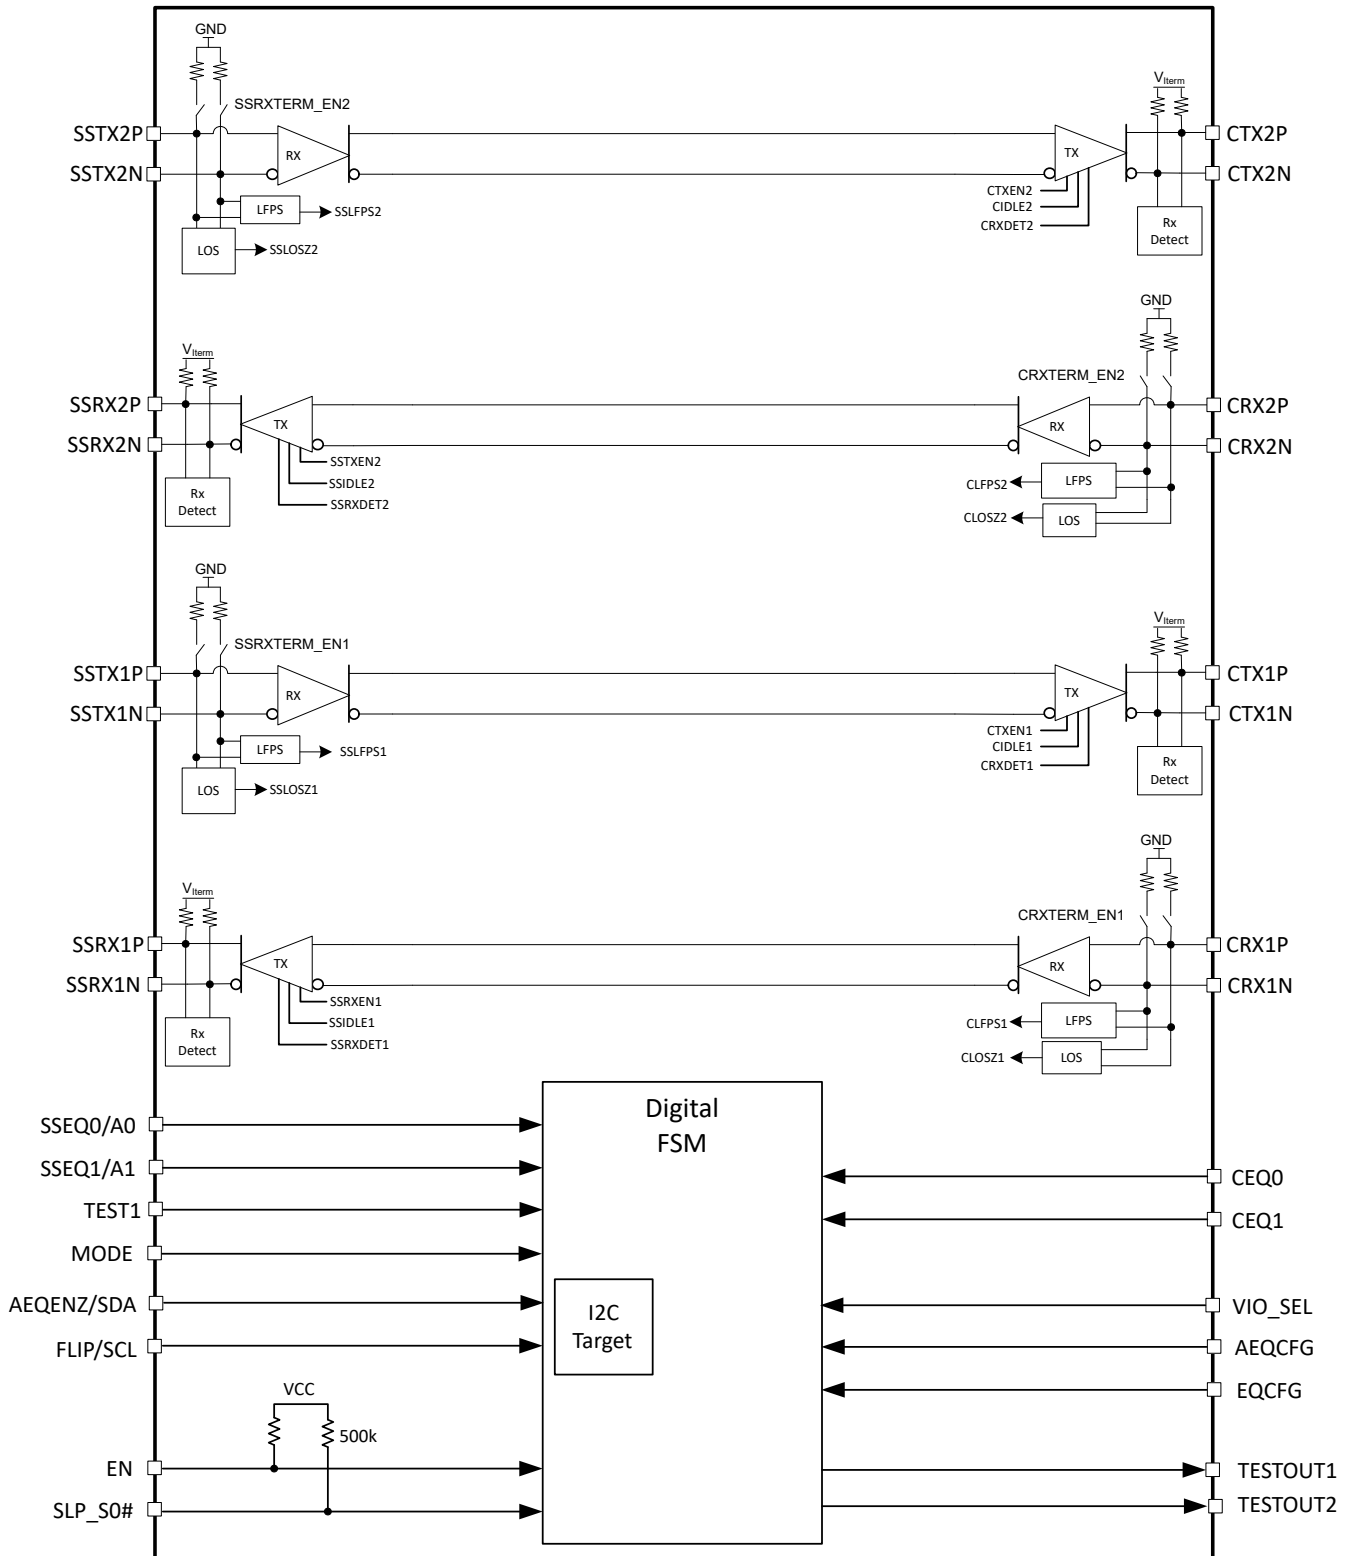 GND
SSRXTERM_EN2
VIterm
SSTX2P
RX
TX
CTX2P
SSTX2N
CTX2N
CTXEN2
CIDLE2
CRXDET2
LFPS
SSLFPS2
LOS
SSLOSZ2
Rx
Detect
GND
VIterm
CRXTERM_EN2
SSRX2P
TX
RX
CRX2P
SSRX2N
CRX2N
SSTXEN2
SSIDLE2
SSRXDET2
Rx
Detect
CLFPS2
LFPS
CLOSZ2
LOS
GND
SSRXTERM_EN1
VIterm
SSTX1P
RX
TX
CTX1P
SSTX1N
CTX1N
CTXEN1
CIDLE1
CRXDET1
LFPS
SSLFPS1
LOS
SSLOSZ1
Rx
Detect
GND
VIterm
CRXTERM_EN1
SSRX1P
TX
RX
CRX1P
SSRX1N
CRX1N
SSRXEN1
SSIDLE1
SSRXDET1
Rx
Detect
CLFPS1
LFPS
CLOSZ1
LOS
Digital
FSM
SSEQ0/A0
SSEQ1/A1
TEST1
MODE
AEQENZ/SDA
FLIP/SCL
I2C
Target
VCC
500k
EN
SLP_S0#
CEQ0
CEQ1
VIO_SEL
AEQCFG
EQCFG
TESTOUT1
TESTOUT2